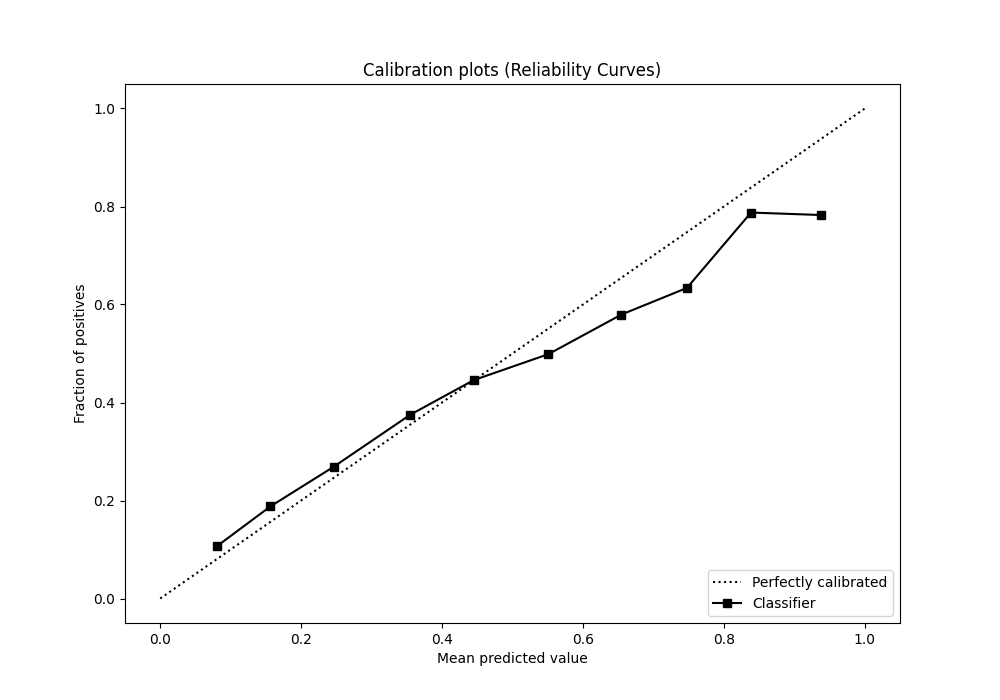 Calibration plots (Reliability Curves)
1.0
0.8
0.6
0.4
0.2
0.0
Fraction of positives
0.0 0.2 0.4 0.6 0.8 1.0
Mean predicted value
Perfectly calibrated
Classifier